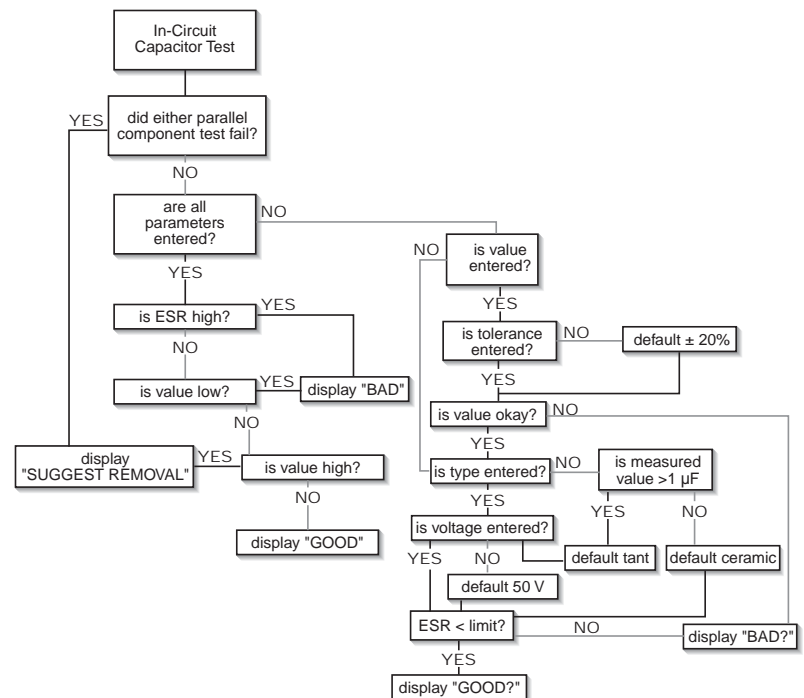 In-Circuit
Capacitor Test
YES
did either parallel
component test fail?
NO
are all
parameters
entered?
NO
YES
NO
is value
entered?
YES
is ESR high?
YES
NO
is tolerance
entered?
NO
default ± 20%
YES
is value low?
YES
display "BAD"
NO
is value okay?
NO
YES
display
"SUGGEST REMOVAL"
YES
is value high?
NO
is type entered?
NO
is measured
value >1 µF
YES
is voltage entered?
YES
NO
display "GOOD"
YES
NO
default tant
default ceramic
default 50 V
ESR < limit?
NO
display "BAD?"
YES
display "GOOD?"